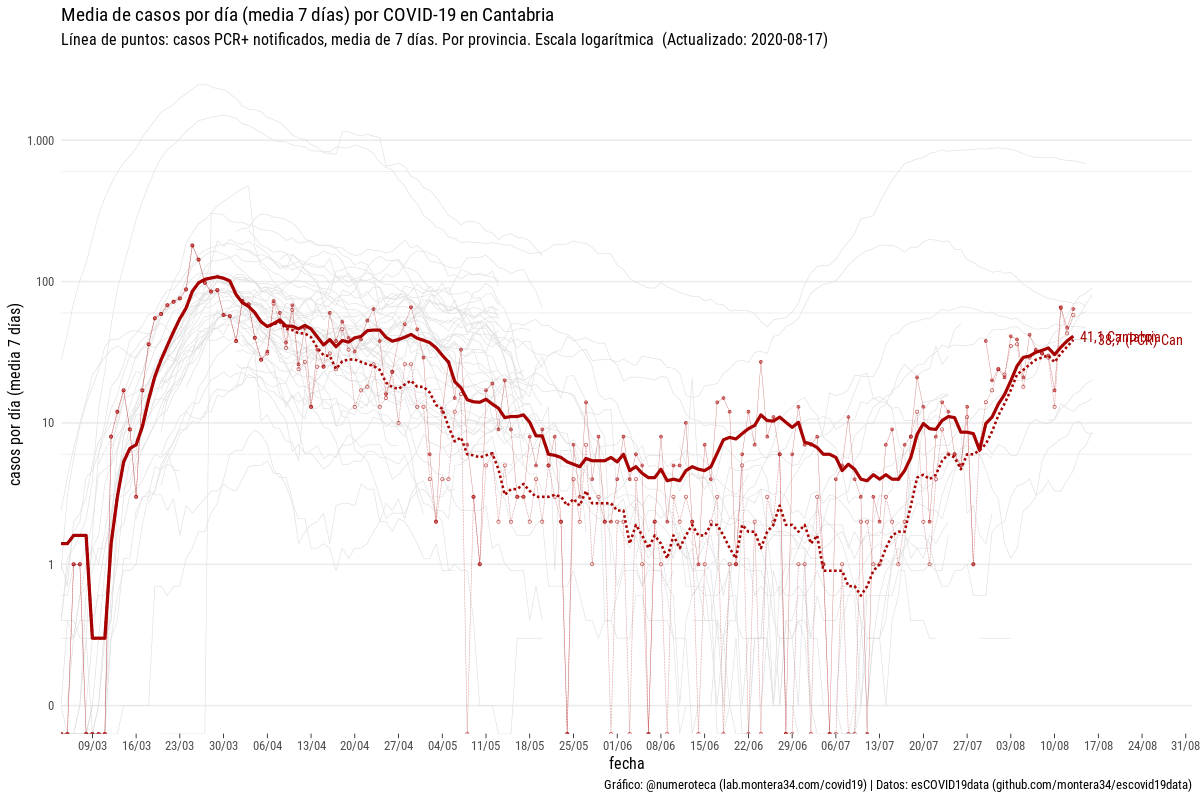 Media de casos por día (media 7 días) por COVID-19 en Cantabria
Línea de puntos: casos PCR+ notificados, media de 7 días. Por provincia. Escala logarítmica (Actualizado: 2020-08-17)
casos por día (media 7 días)
1.000
100
10
1
0
41,1 Cantabria
38,7 (PCR) Can
09/03 16/03 23/03 30/03 06/04 13/04 20/04 27/04 04/05 11/05 18/05 25/05 01/06 08/06 15/06 22/06 29/06 06/07 13/07 20/07 27/07 03/08 10/08 17/08 24/08 31/08
fecha
Gráfico: @numeroteca (lab.montera34.com/covid19) | Datos: esCOVID19data (github.com/montera34/escovid19data)